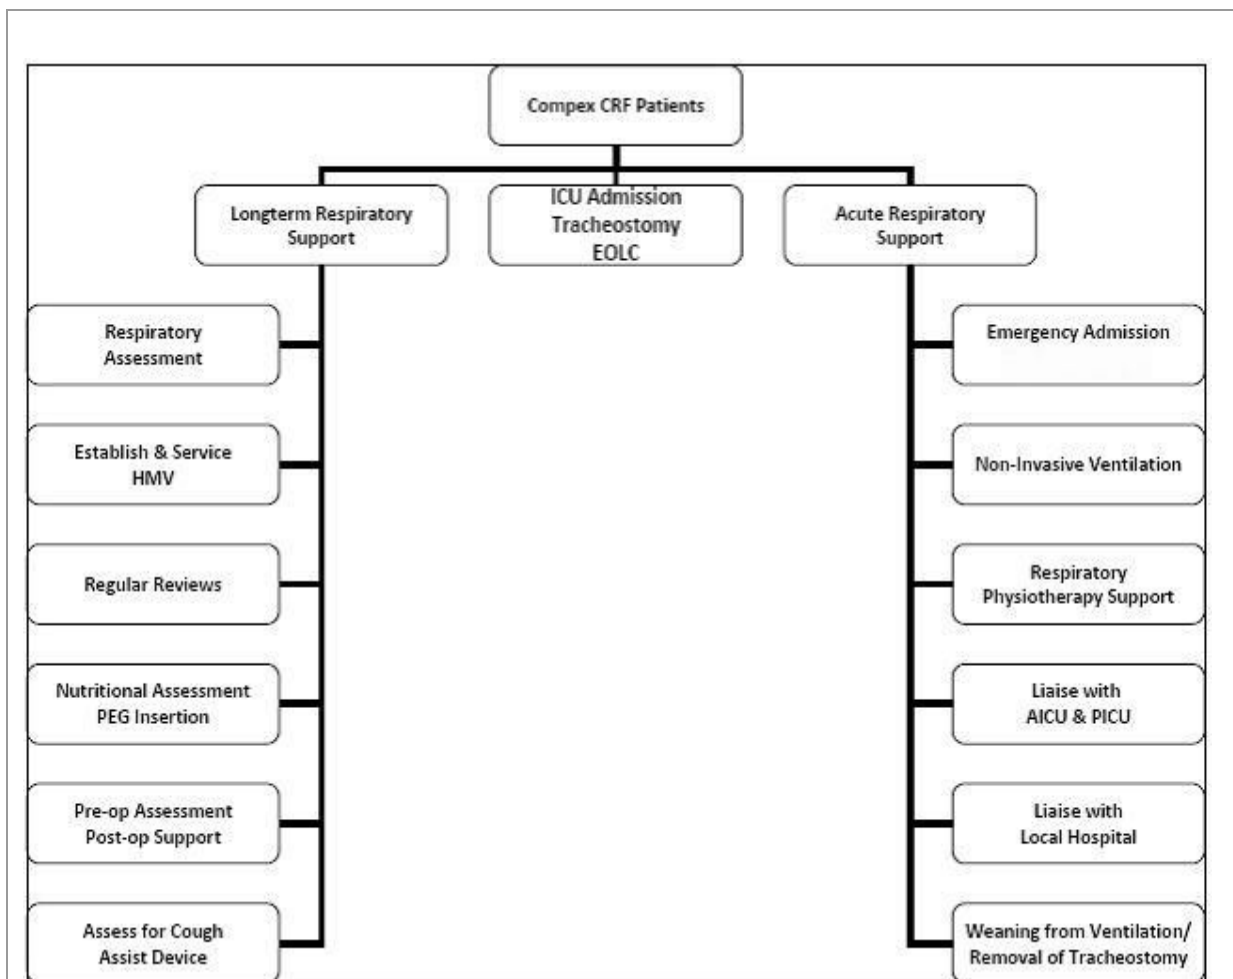 Compex CRF Patients
Longterm Respiratory
Support
ICU Admission
Tracheostomy
EOLC
Acute Respiratory
Support
Respiratory
Assessment
Establish & Service
HMV
Regular Reviews
Nutritional Assessment
PEG Insertion
Pre-op Assessment
Post-op Support
Assess for Cough
Assist Device
Emergency Admission
Non-Invasive Ventilation
Respiratory
Physiotherapy Support
Liaise with
AICU & PICU
Liaise with
Local Hospital
Weaning from Ventilation/
Removal of Tracheostomy